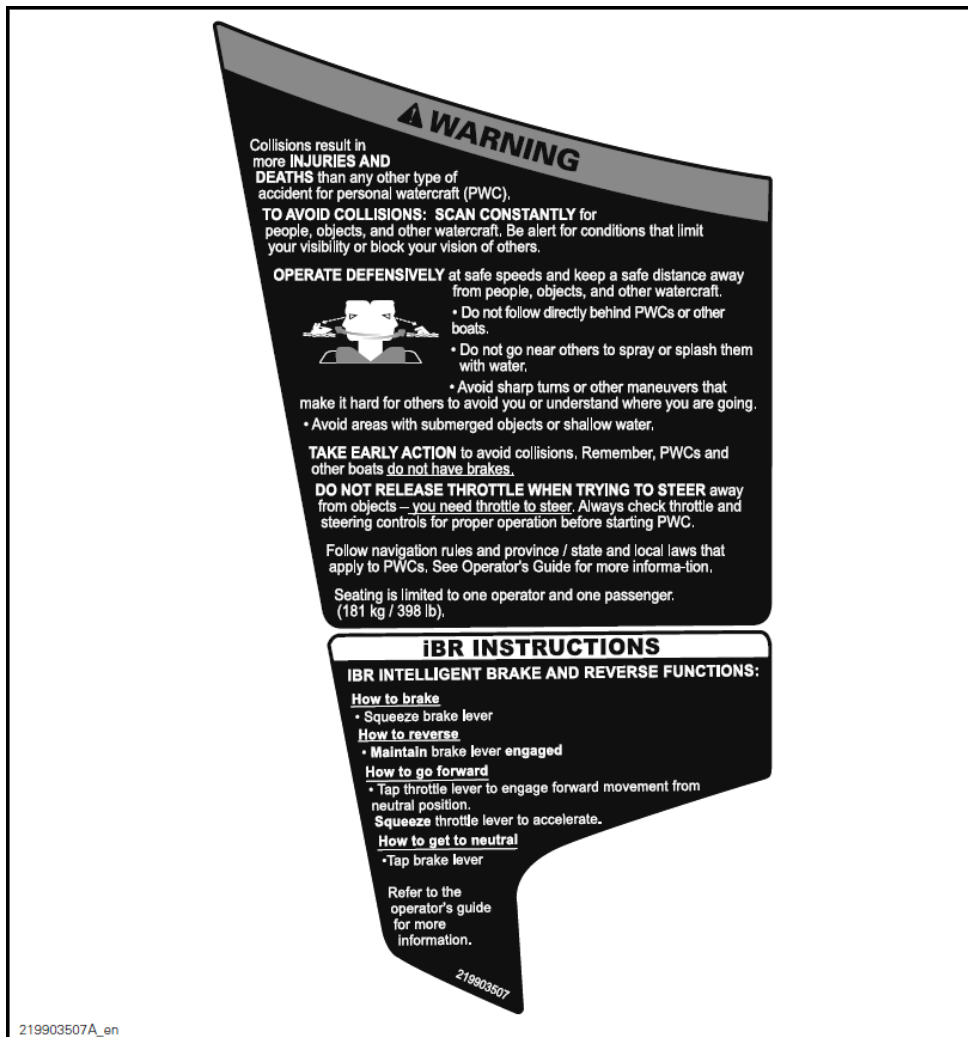 WARNING
Collisions result in
more INJURIES AND
DEATHS than any other type of
accident for personal watercraft (PWC).
TO AVOID COLLISIONS: SCAN CONSTANTLY for
people, objects, and other watercraft. Be alert for conditions that limit
your visibility or block your vision of others.
OPERATE DEFENSIVELY at safe speeds and keep a safe distance away
from people, objects, and other watercraft.
• Do not follow directly behind PWCs or other
boats.
• Do not go near others to spray or splash them
with water.
• Avoid sharp turns or other maneuvers that
make it hard for others to avoid you or understand where you are going.
• Avoid areas with submerged objects or shallow water.
TAKE EARLY ACTION to avoid collisions. Remember, PWCs and
other boats do not have brakes.
DO NOT RELEASE THROTTLE WHEN TRYING TO STEER away
from objects – you need throttle to steer. Always check throttle and
steering controls for proper operation before starting PWC.
Follow navigation rules and province / state and local laws that
apply to PWCs. See Operator's Guide for more informa-tion.
Seating is limited to one operator and one passenger.
(181 kg / 398 lb).
iBR INSTRUCTIONS
IBR INTELLIGENT BRAKE AND REVERSE FUNCTIONS:
How to brake
• Squeeze brake lever
How to reverse
• Maintain brake lever engaged
How to go forward
• Tap throttle lever to engage forward movement from
neutral position.
Squeeze throttle lever to accelerate.
How to get to neutral
•Tap brake lever
Refer to the
operator's guide
for more
information.
219903507
219903507A_en